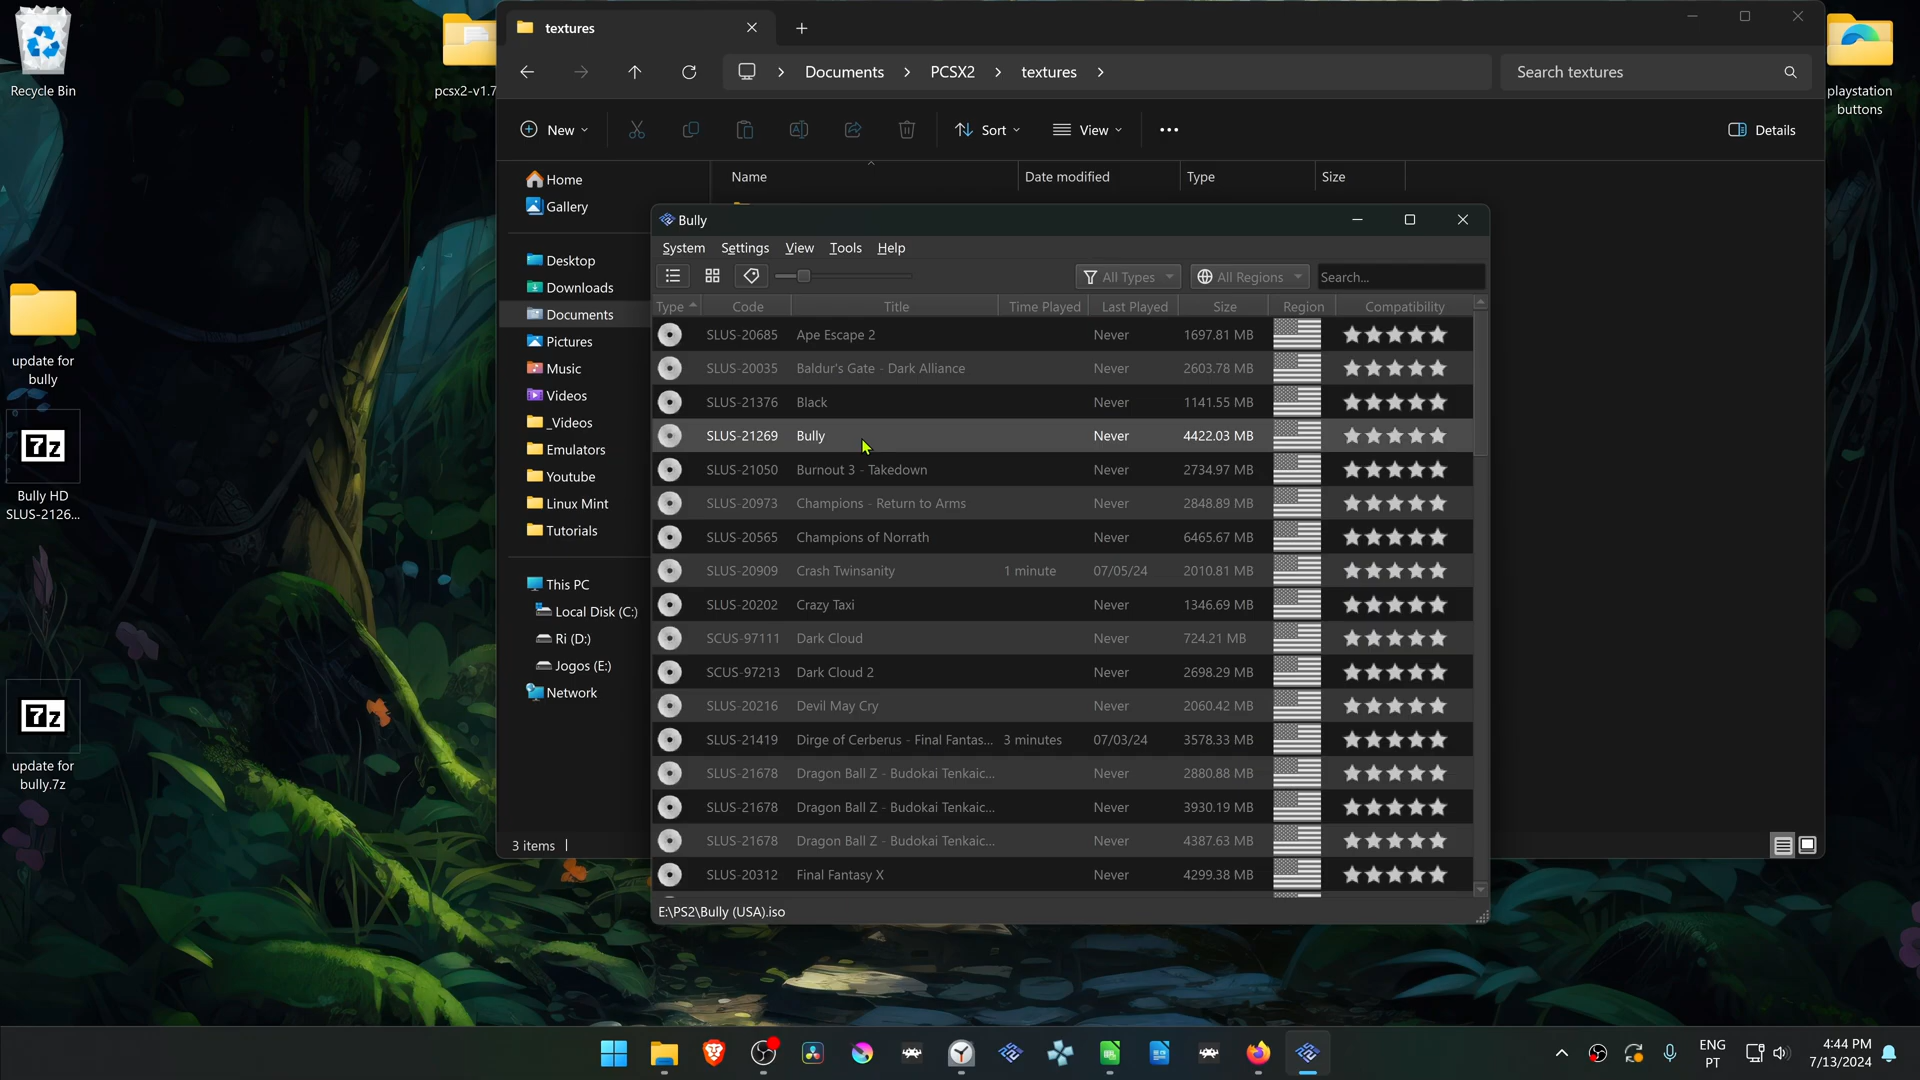 Recycle Bin
pcsx2-v1.7
update for
bully
7z
Bully HD
SLUS-2126...
7z
update for
bully.7z
playstation
buttons
textures
Documents
PCSX2
textures
Search textures
New
Sort
View
Details
Home
Gallery
Desktop
Downloads
Documents
Pictures
Music
Videos
_Videos
Emulators
Youtube
Linux Mint
Tutorials
This PC
Local Disk (C:)
Ri (D:)
Jogos (E:)
Network
3 items
Name Date modified Type Size
Bully
System Settings View Tools Help
All Types All Regions Search...
Type Code Title Time Played Last Played Size Region Compatibility
SLUS-20685 Ape Escape 2 Never 1697.81 MB
SLUS-20035 Baldur's Gate - Dark Alliance Never 2603.78 MB
SLUS-21376 Black Never 1141.55 MB
SLUS-21269 Bully Never 4422.03 MB
SLUS-21050 Burnout 3 - Takedown Never 2734.97 MB
SLUS-20973 Champions - Return to Arms Never 2848.89 MB
SLUS-20565 Champions of Norrath Never 6465.67 MB
SLUS-20909 Crash Twinsanity 1 minute 07/05/24 2010.81 MB
SLUS-20202 Crazy Taxi Never 1346.69 MB
SCUS-97111 Dark Cloud Never 724.21 MB
SCUS-97213 Dark Cloud 2 Never 2698.29 MB
SLUS-20216 Devil May Cry Never 2060.42 MB
SLUS-21419 Dirge of Cerberus - Final Fantas... 3 minutes 07/03/24 3578.33 MB
SLUS-21678 Dragon Ball Z - Budokai Tenkaic... Never 2880.88 MB
SLUS-21678 Dragon Ball Z - Budokai Tenkaic... Never 3930.19 MB
SLUS-21678 Dragon Ball Z - Budokai Tenkaic... Never 4387.63 MB
SLUS-20312 Final Fantasy X Never 4299.38 MB
E:\PS2\Bully (USA).iso
ENG
PT
4:44 PM
7/13/2024